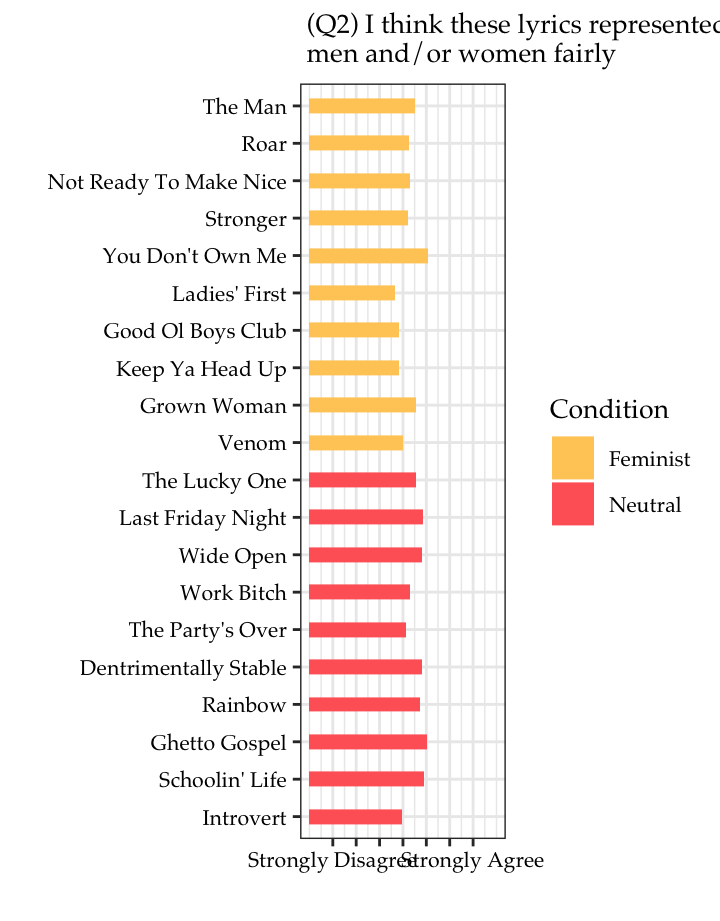 (Q2) I think these lyrics represented
men and/or women fairly
The Man
Roar
Not Ready To Make Nice
Stronger
You Don't Own Me
Ladies' First
Good Ol Boys Club
Keep Ya Head Up
Grown Woman
Venom
The Lucky One
Last Friday Night
Wide Open
Work Bitch
The Party's Over
Dentrimentally Stable
Rainbow
Ghetto Gospel
Schoolin' Life
Introvert
Strongly Disagree
Strongly Agree
Condition
Feminist
Neutral